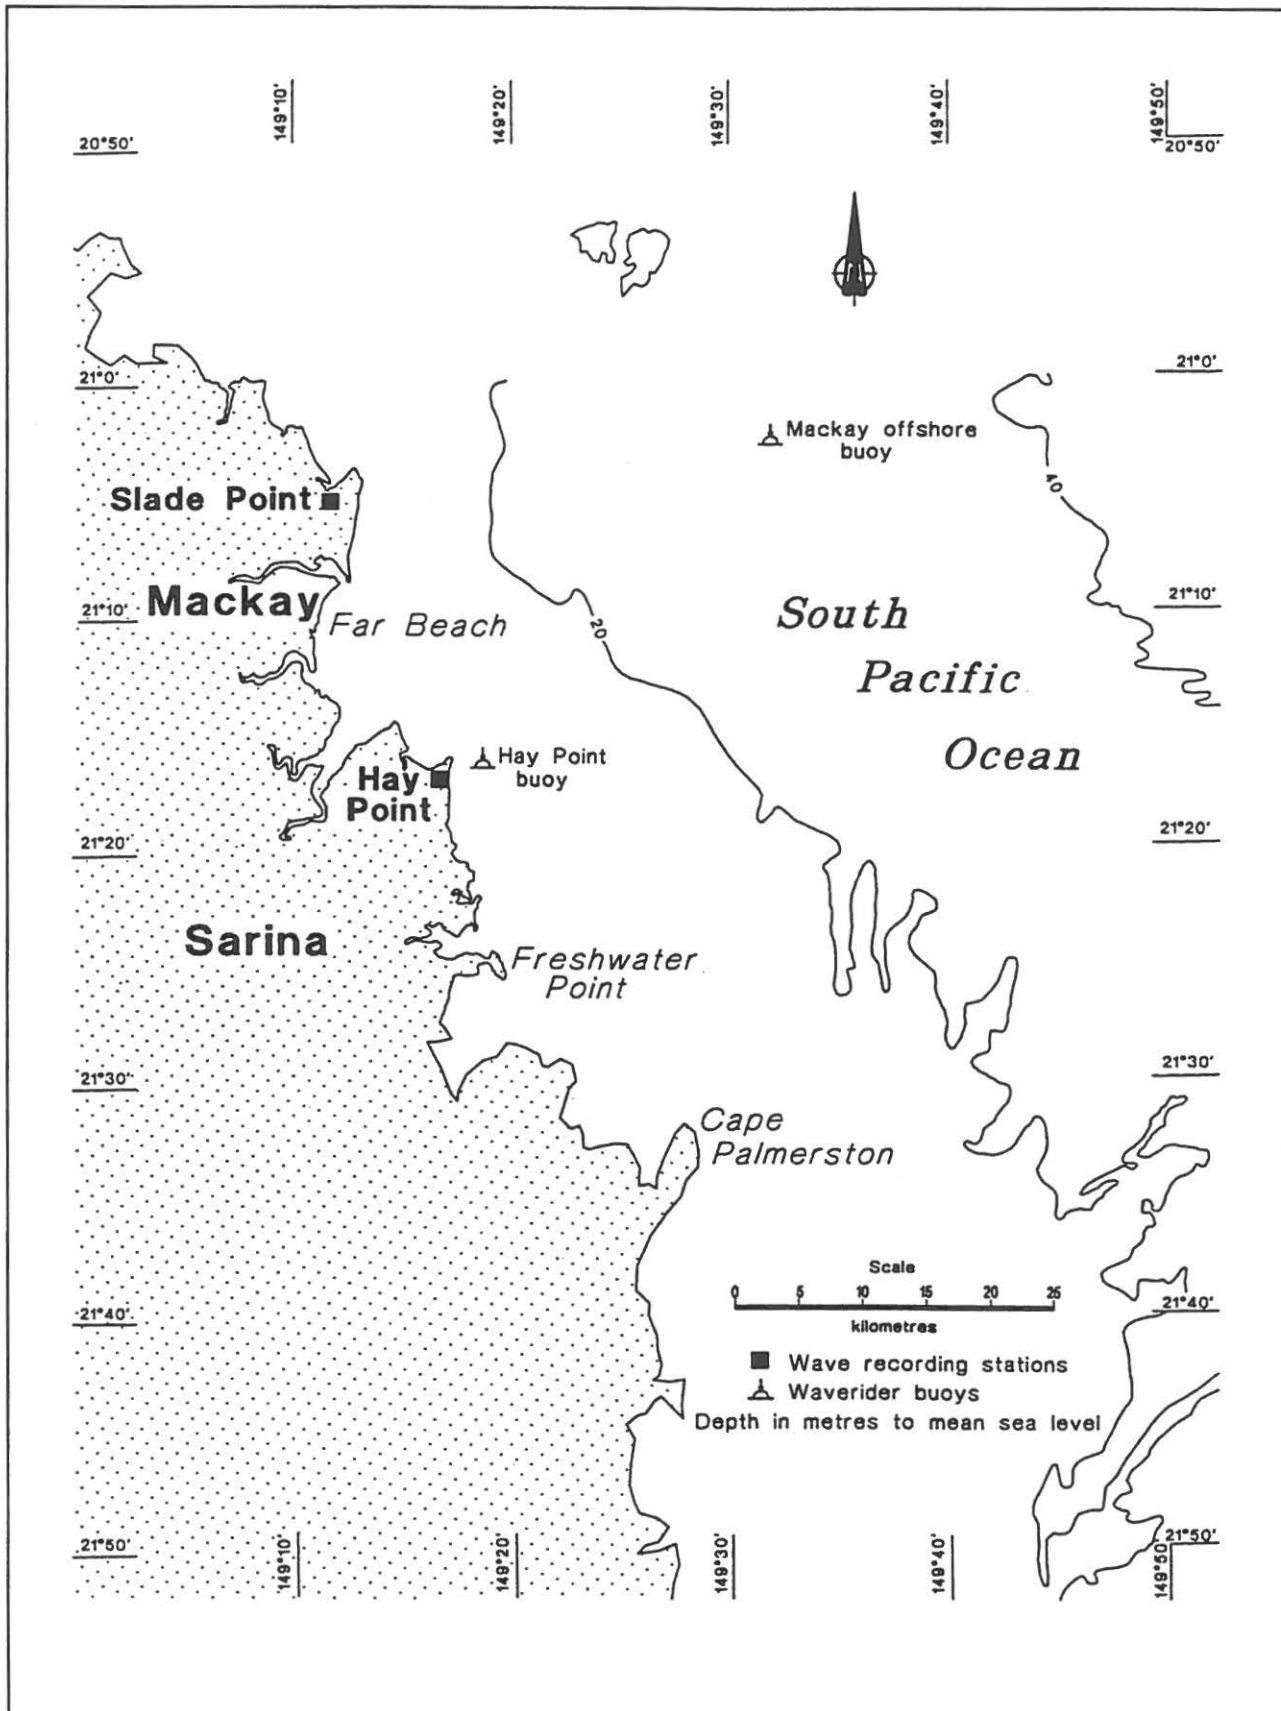 149°10'
149°20'
149°30'
149°40'
149°50'
20°50'
20°50'
N
21°0'
21°0'
Mackay offshore
buoy
40
Slade Point
Mackay
21°10'
21°10'
Far Beach
20
South
Pacific
Ocean
Hay Point
buoy
Hay
Point
21°20'
21°20'
Sarina
Freshwater
Point
21°30'
21°30'
Cape
Palmerston
Scale
0 5 10 15 20 25
kilometres
21°40'
21°40'
Wave recording stations
Waverider buoys
Depth in metres to mean sea level
21°50'
21°50'
149°10'
149°20'
149°30'
149°40'
149°50'